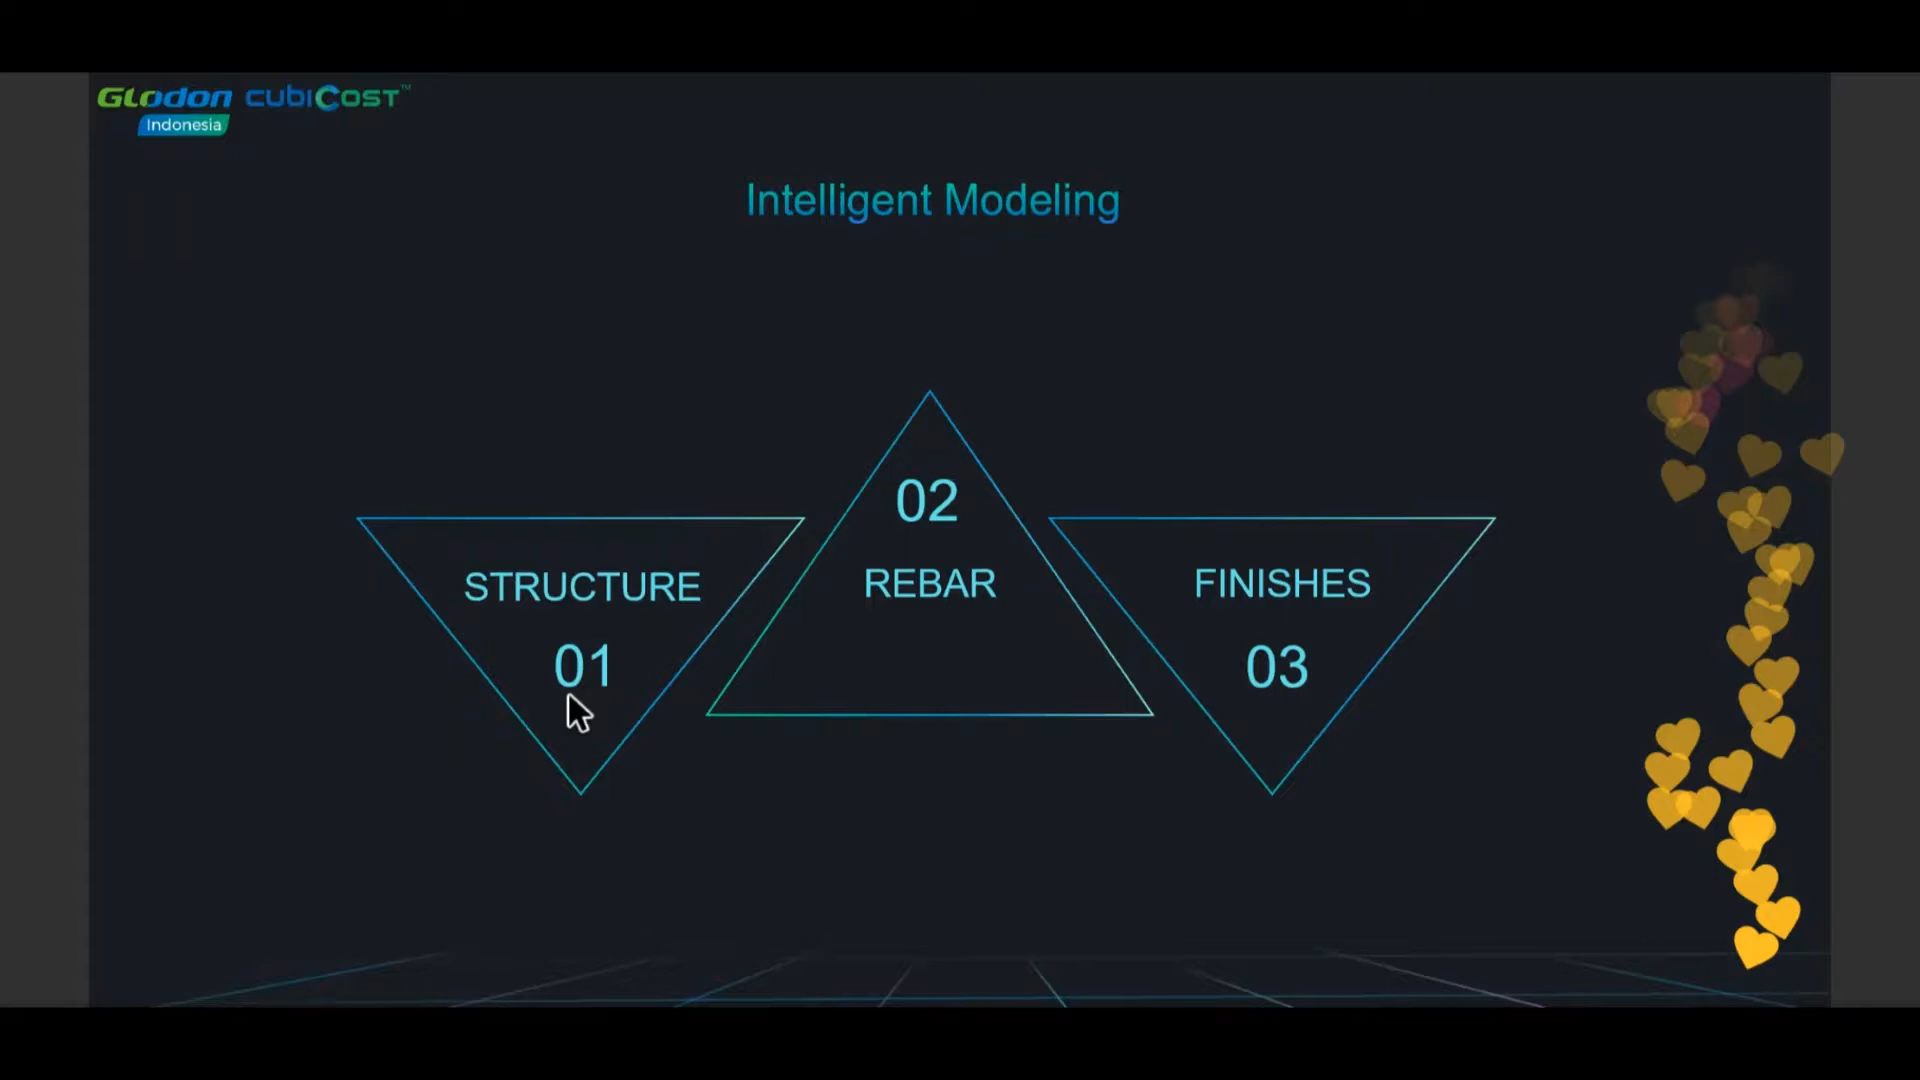 GLODON CUBICOST™
Indonesia
Intelligent Modeling
02
STRUCTURE
REBAR
FINISHES
01
03